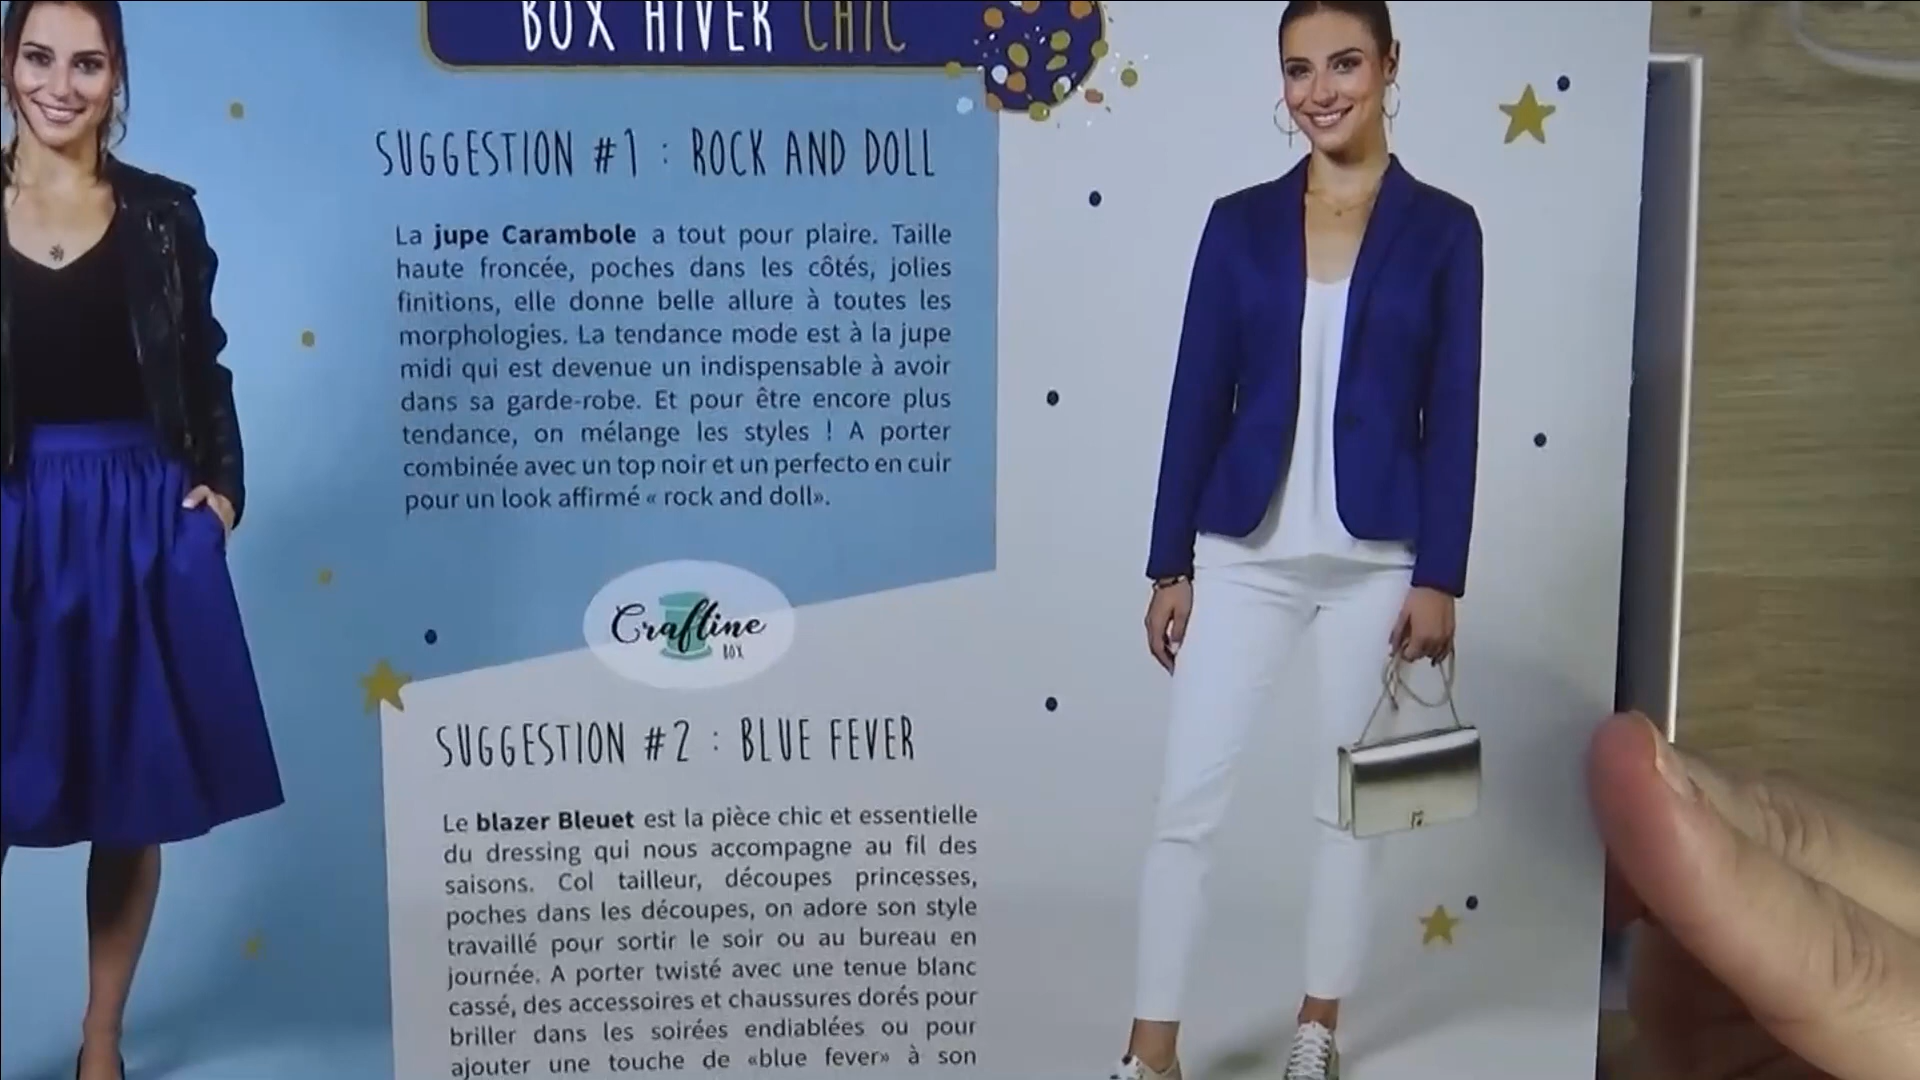 BOX HIVER CHIC
SUGGESTION #1 : ROCK AND DOLL
La jupe Carambole a tout pour plaire. Taille
haute froncée, poches dans les côtés, jolies
finitions, elle donne belle allure à toutes les
morphologies. La tendance mode est à la jupe
midi qui est devenue un indispensable à avoir
dans sa garde-robe. Et pour être encore plus
tendance, on mélange les styles ! A porter
combinée avec un top noir et un perfecto en cuir
pour un look affirmé « rock and doll».
Craftine
BOX
SUGGESTION #2 : BLUE FEVER
Le blazer Bleuet est la pièce chic et essentielle
du dressing qui nous accompagne au fil des
saisons. Col tailleur, découpes princesses,
poches dans les découpes, on adore son style
travaillé pour sortir le soir ou au bureau en
journée. A porter twisté avec une tenue blanc
cassé, des accessoires et chaussures dorés pour
briller dans les soirées endiablées ou pour
ajouter une touche de «blue fever» à son